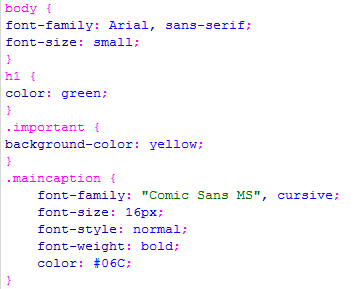 body {
font-family: Arial, sans-serif;
font-size: small;
}
h1 {
color: green;
}
.important {
background-color: yellow;
}
.maincaption {
    font-family: "Comic Sans MS", cursive;
    font-size: 16px;
    font-style: normal;
    font-weight: bold;
    color: #06C;
}